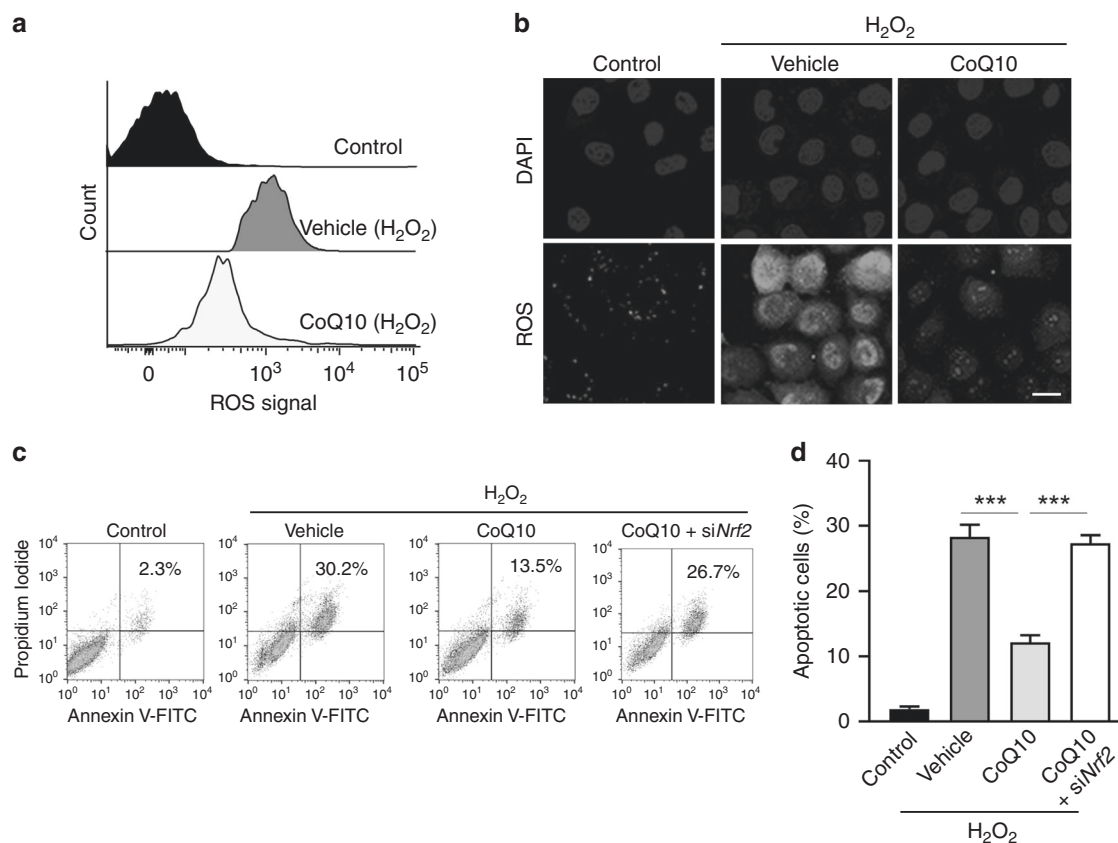 a
Control
Vehicle (H₂O₂)
CoQ10 (H₂O₂)
Count
0 10³ 10⁴ 10⁵
ROS signal
b
H₂O₂
Control Vehicle CoQ10
DAPI
ROS
c
H₂O₂
Control Vehicle CoQ10 CoQ10 + siNrf2
Propidium Iodide
10⁴ 10³ 10² 10¹ 10⁰
2.3%
10⁰ 10¹ 10² 10³ 10⁴
Annexin V-FITC
10⁴ 10³ 10² 10¹ 10⁰
30.2%
10⁰ 10¹ 10² 10³ 10⁴
Annexin V-FITC
10⁴ 10³ 10² 10¹ 10⁰
13.5%
10⁰ 10¹ 10² 10³ 10⁴
Annexin V-FITC
10⁴ 10³ 10² 10¹ 10⁰
26.7%
10⁰ 10¹ 10² 10³ 10⁴
Annexin V-FITC
d
Apoptotic cells (%)
40
30
20
10
0
*** ***
Control
Vehicle
CoQ10
CoQ10
+ siNrf2
H₂O₂